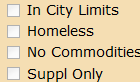 In City Limits
Homeless
No Commodities
Suppl Only